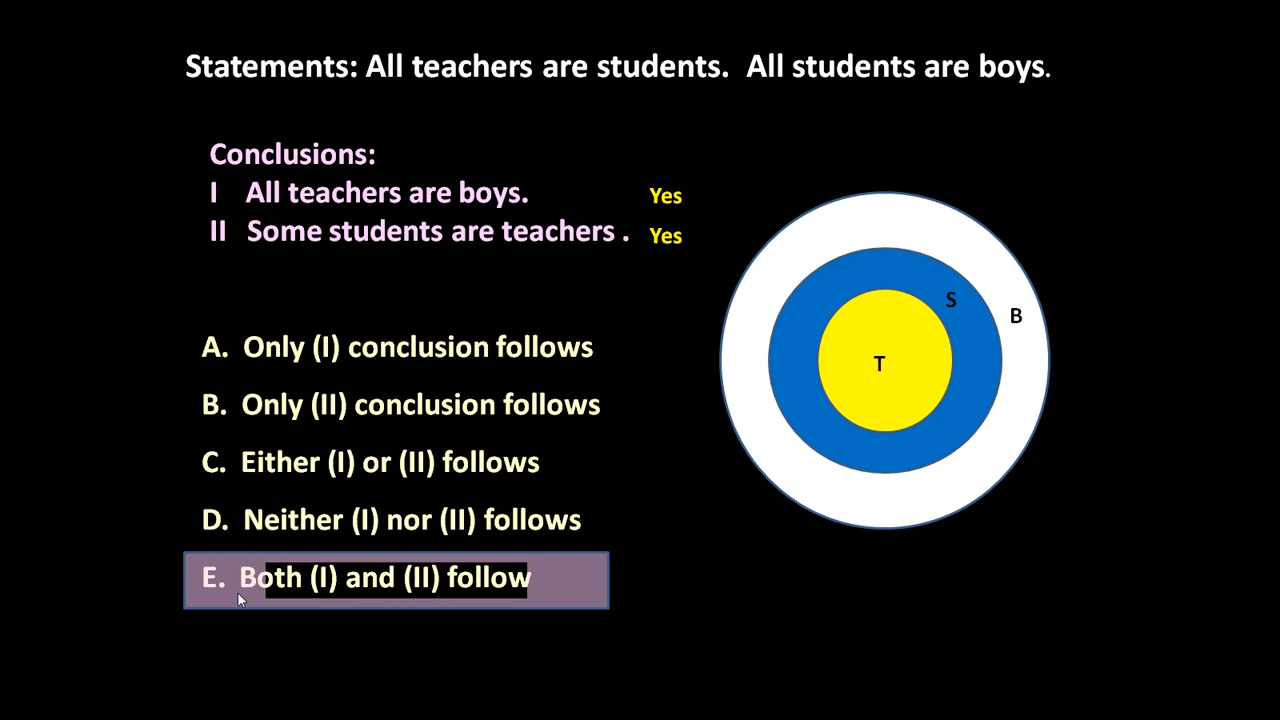 Statements: All teachers are students. All students are boys.
Conclusions:
I All teachers are boys. Yes
II Some students are teachers . Yes
S
B
T
A. Only (I) conclusion follows
B. Only (II) conclusion follows
C. Either (I) or (II) follows
D. Neither (I) nor (II) follows
E. Both (I) and (II) follow